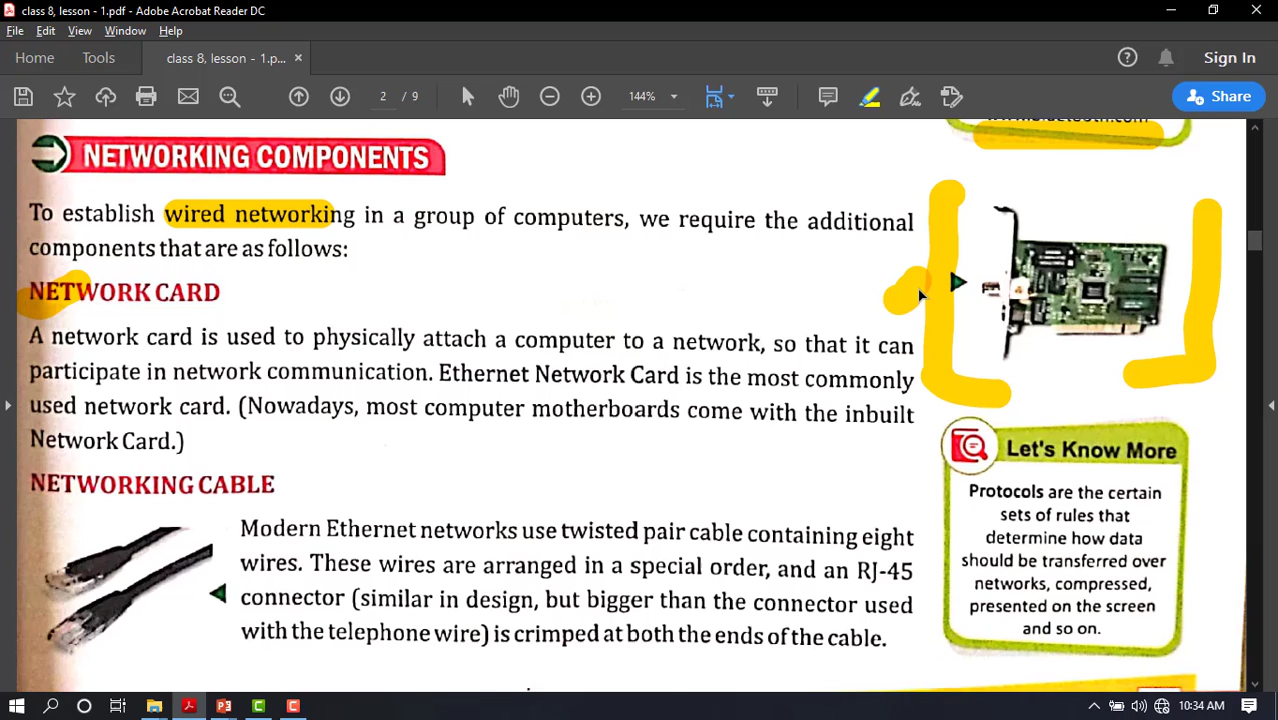 class 8, lesson - 1.pdf - Adobe Acrobat Reader DC
File Edit View Window Help
Home Tools class 8, lesson - 1.p... × Sign In
2 / 9 144% Share
NETWORKING COMPONENTS
To establish wired networking in a group of computers, we require the additional
components that are as follows:
NETWORK CARD
A network card is used to physically attach a computer to a network, so that it can
participate in network communication. Ethernet Network Card is the most commonly
used network card. (Nowadays, most computer motherboards come with the inbuilt
Network Card.)
NETWORKING CABLE
Modern Ethernet networks use twisted pair cable containing eight
wires. These wires are arranged in a special order, and an RJ-45
connector (similar in design, but bigger than the connector used
with the telephone wire) is crimped at both the ends of the cable.
Let's Know More
Protocols are the certain
sets of rules that
determine how data
should be transferred over
networks, compressed,
presented on the screen
and so on.
10:34 AM